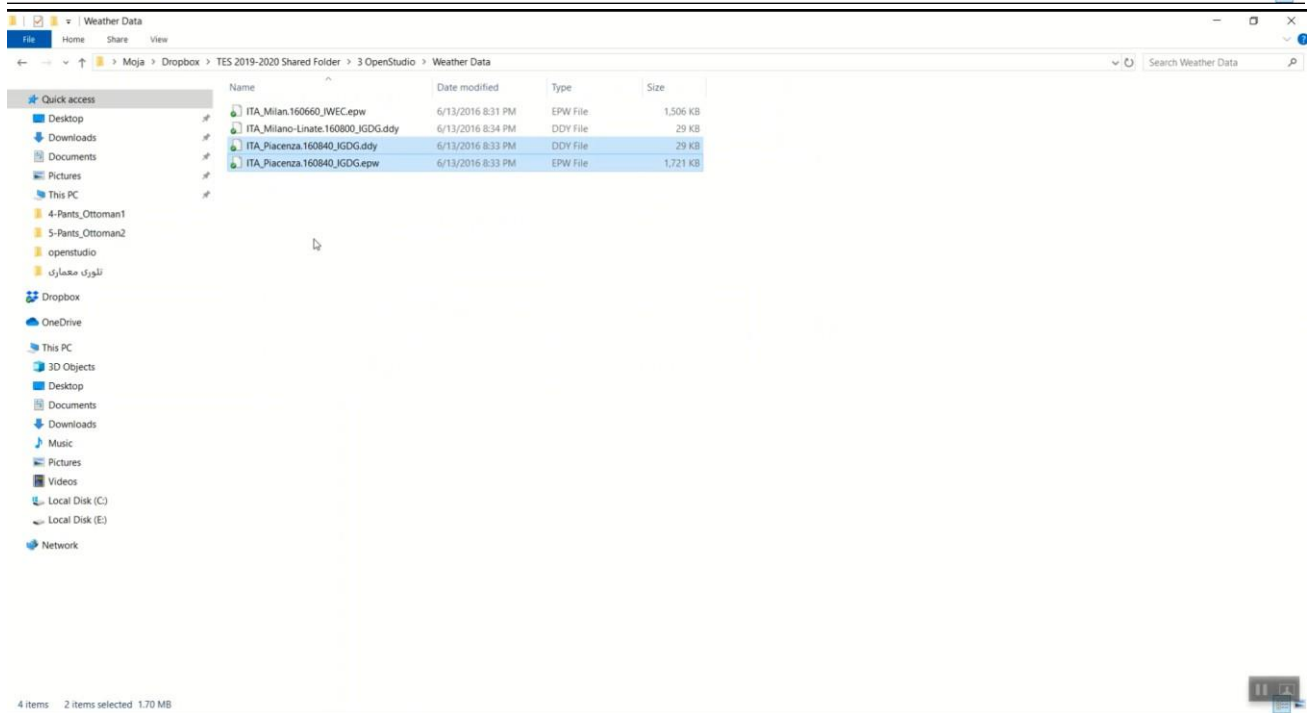 Weather Data
File Home Share View
> Moja > Dropbox > TES 2019-2020 Shared Folder > 3 OpenStudio > Weather Data
Search Weather Data
Name Date modified Type Size
Quick access
Desktop
Downloads
Documents
Pictures
This PC
4-Pants_Ottoman1
5-Pants_Ottoman2
openstudio
تئوری معماری
Dropbox
OneDrive
This PC
3D Objects
Desktop
Documents
Downloads
Music
Pictures
Videos
Local Disk (C:)
Local Disk (E:)
Network
ITA_Milan.160660_IWEC.epw 6/13/2016 8:31 PM EPW File 1,506 KB
ITA_Milano-Linate.160800_IGDG.ddy 6/13/2016 8:34 PM DDY File 29 KB
ITA_Piacenza.160840_IGDG.ddy 6/13/2016 8:33 PM DDY File 29 KB
ITA_Piacenza.160840_IGDG.epw 6/13/2016 8:33 PM EPW File 1,721 KB
4 items 2 items selected 1.70 MB